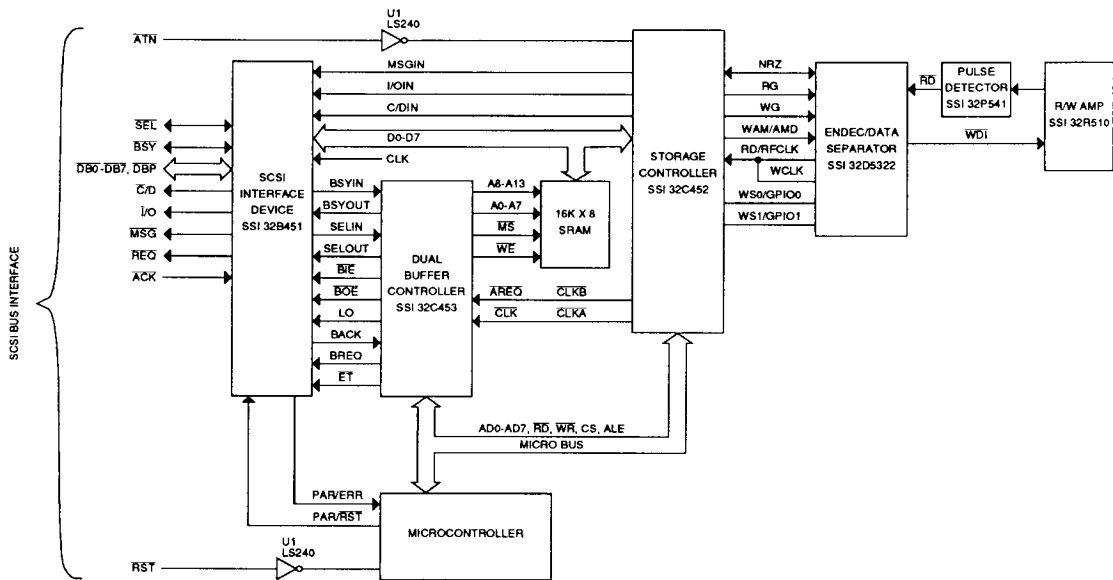 SCSI BUS INTERFACE
ATN
U1
LS240
SEL
BSY
DB0-DB7, DBP
C/D
I/O
MSG
REQ
ACK
RST
SCSI
INTERFACE
DEVICE
SSI 32B451
MSGIN
I/OIN
C/DIN
D0-D7
CLK
BSYIN
BSYOUT
SELIN
SELOUT
BIE
BOE
LO
BACK
BREQ
ET
DUAL
BUFFER
CONTROLLER
SSI 32C453
A8-A13
A0-A7
MS
WE
16K X 8
SRAM
AREQ CLKB
CLK CLKA
STORAGE
CONTROLLER
SSI 32C452
NRZ
RG
WG
WAM/AMD
RD/RFCLK
WCLK
WS0/GPIO0
WS1/GPIO1
ENDEC/DATA
SEPARATOR
SSI 32D5322
RD
WDI
PULSE
DETECTOR
SSI 32P541
R/W AMP
SSI 32R510
AD0-AD7, RD, WR, CS, ALE
MICRO BUS
PAR/ERR
PAR/RST
MICROCONTROLLER
U1
LS240